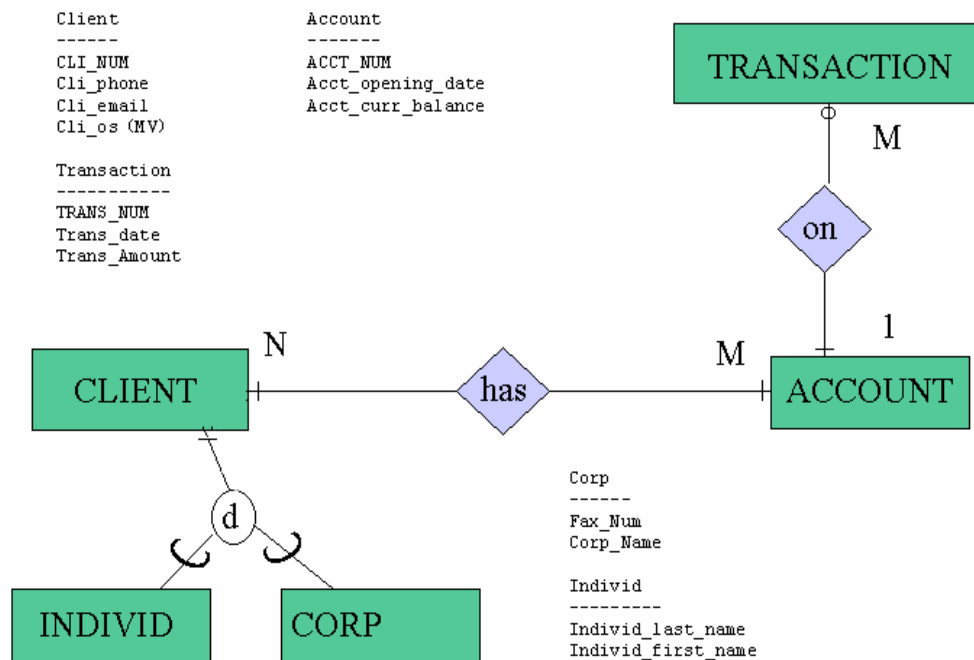 Client
------
CLI_NUM
Cli_phone
Cli_email
Cli_os (MV)
Account
-------
ACCT_NUM
Acct_opening_date
Acct_curr_balance
Transaction
-----------
TRANS_NUM
Trans_date
Trans_Amount
TRANSACTION
M
on
1
CLIENT
N
has
M
ACCOUNT
d
INDIVID
CORP
Corp
------
Fax_Num
Corp_Name
Individ
---------
Individ_last_name
Individ_first_name